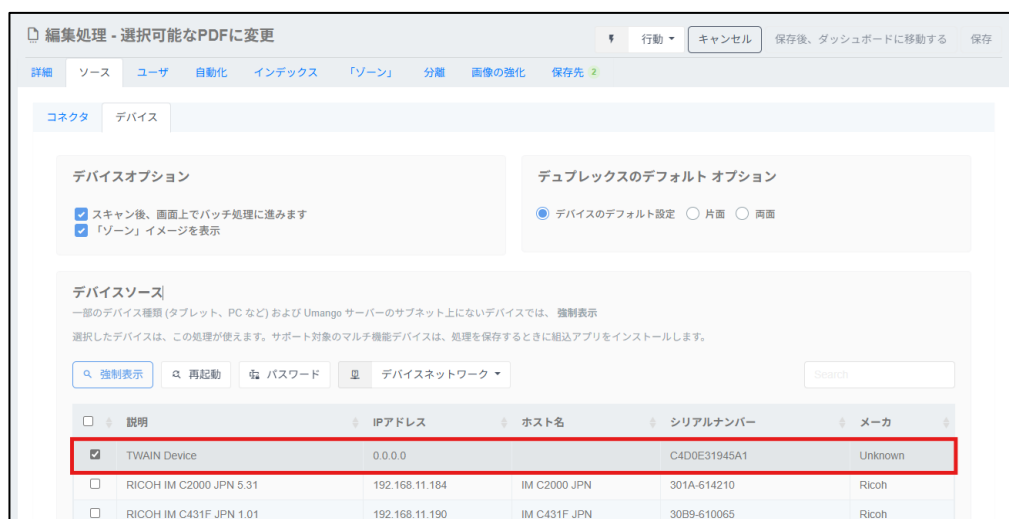 編集処理 - 選択可能なPDFに変更
行動 キャンセル 保存後、ダッシュボードに移動する 保存
詳細 ソース ユーザ 自動化 インデックス 「ゾーン」 分離 画像の強化 保存先 2
コネクタ デバイス
デバイスオプション
スキャン後、画面上でバッチ処理に進みます
「ゾーン」イメージを表示
デュプレックスのデフォルト オプション
デバイスのデフォルト設定 片面 両面
デバイスソース
一部のデバイス種類 (タブレット、PC など) および Umango サーバーのサブネット上にないデバイスでは、 強制表示
選択したデバイスは、この処理が使えます。サポート対象のマルチ機能デバイスは、処理を保存するときに組込アプリをインストールします。
強制表示 再起動 パスワード デバイスネットワーク Search
説明 IPアドレス ホスト名 シリアルナンバー メーカ
TWAIN Device 0.0.0.0 C4D0E31945A1 Unknown
RICOH IM C2000 JPN 5.31 192.168.11.184 IM C2000 JPN 301A-614210 Ricoh
RICOH IM C431F JPN 1.01 192.168.11.190 IM C431F JPN 30B9-610065 Ricoh